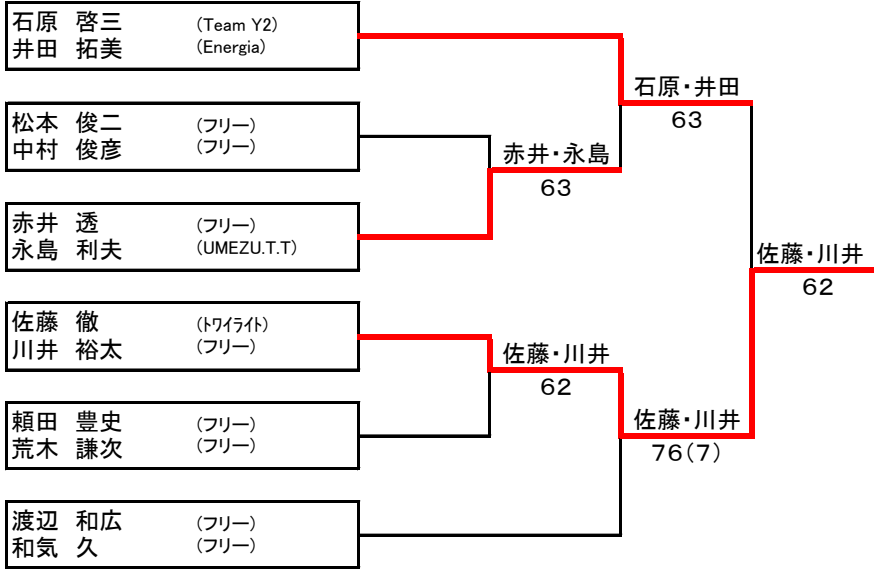 石原 啓三 (Team Y2)
井田 拓美 (Energia)
石原・井田
63
松本 俊二 (フリー)
中村 俊彦 (フリー)
赤井・永島
63
赤井 透 (フリー)
永島 利夫 (UMEZU.T.T)
佐藤・川井
62
佐藤 徹 (ﾄﾜｲﾗｲﾄ)
川井 裕太 (フリー)
佐藤・川井
62
頼田 豊史 (フリー)
荒木 謙次 (フリー)
佐藤・川井
76(7)
渡辺 和広 (フリー)
和気 久 (フリー)